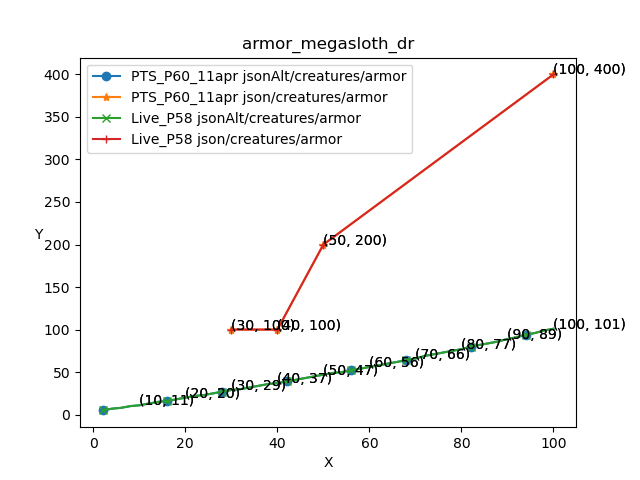 armor_megasloth_dr
PTS_P60_11apr jsonAlt/creatures/armor
PTS_P60_11apr json/creatures/armor
Live_P58 jsonAlt/creatures/armor
Live_P58 json/creatures/armor
(100, 400)
(50, 200)
(30, 100)
(40, 100)
(100, 101)
(90, 89)
(80, 77)
(70, 66)
(60, 56)
(50, 47)
(40, 37)
(30, 29)
(20, 20)
(10, 11)
Y
400
350
300
250
200
150
100
50
0
0 20 40 60 80 100
X